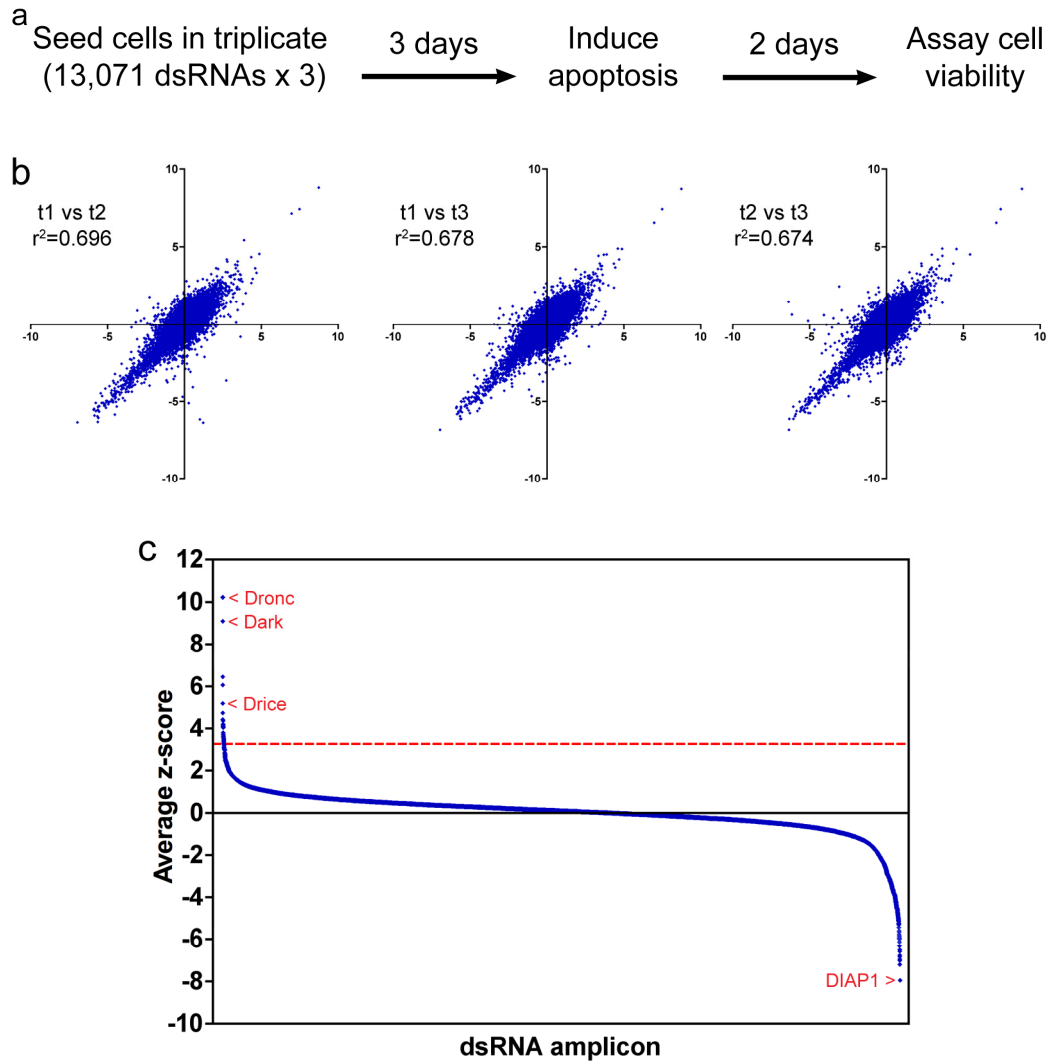 a
Seed cells in triplicate
(13,071 dsRNAs x 3)
3 days
Induce
apoptosis
2 days
Assay cell
viability
b
t1 vs t2
r²=0.696
10
5
-10
-5
5
10
-5
-10
t1 vs t3
r²=0.678
10
5
-10
-5
5
10
-5
-10
t2 vs t3
r²=0.674
10
5
-10
-5
5
10
-5
-10
c
Average z-score
12
10
8
6
4
2
0
-2
-4
-6
-8
-10
< Dronc
< Dark
< Drice
DIAP1 >
dsRNA amplicon